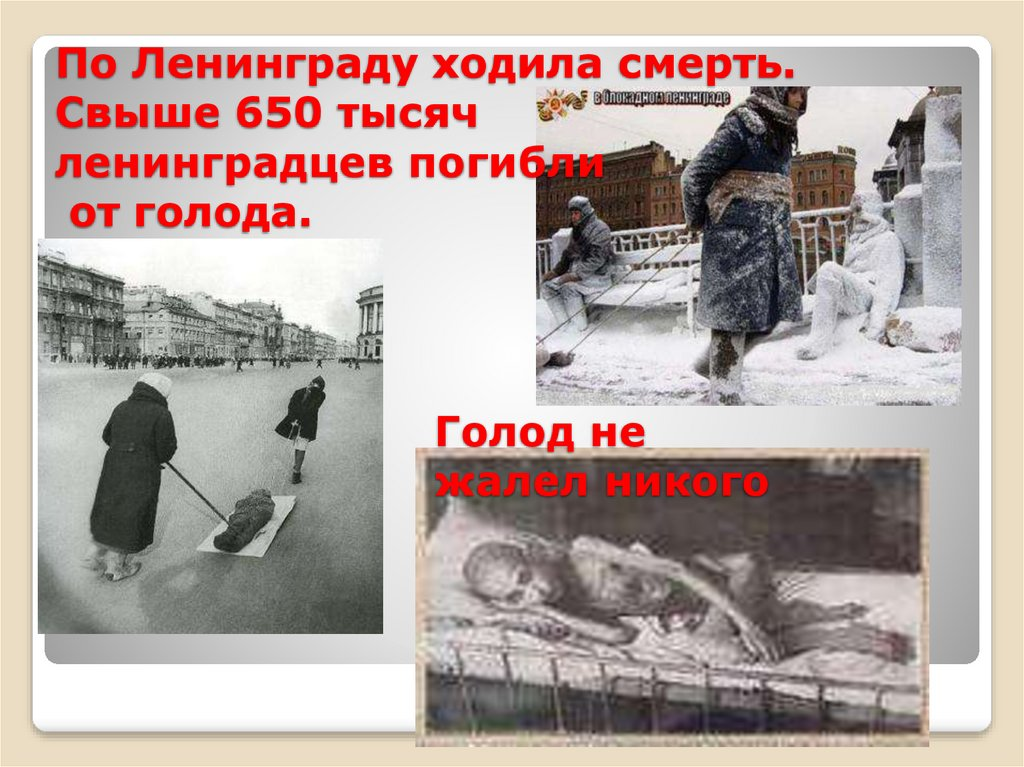 По Ленинграду ходила смерть.
Свыше 650 тысяч
ленинградцев погибли
от голода.
в блокадном ленинграде
Голод не
жалел никого